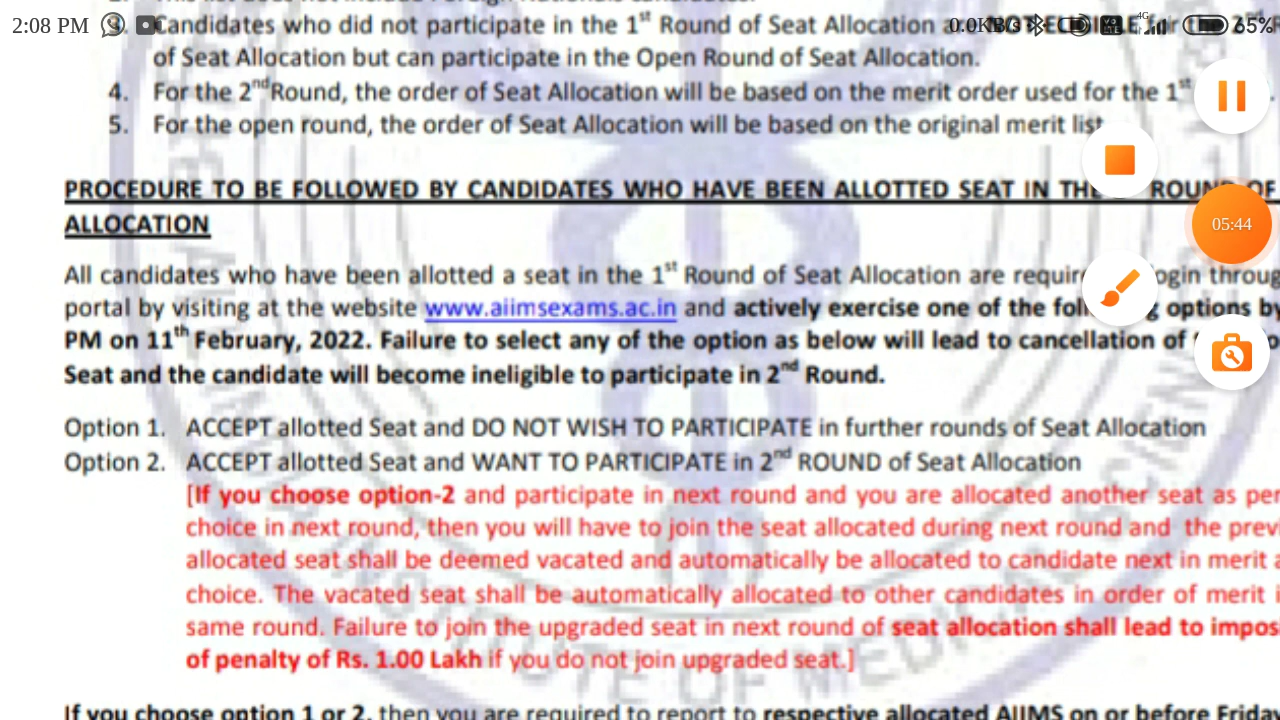 2:08 PM
0.0KB/s
4G
65%
3. Candidates who did not participate in the 1st Round of Seat Allocation
of Seat Allocation but can participate in the Open Round of Seat Allocation.
4. For the 2nd Round, the order of Seat Allocation will be based on the merit order used for the 1st
5. For the open round, the order of Seat Allocation will be based on the original merit list
PROCEDURE TO BE FOLLOWED BY CANDIDATES WHO HAVE BEEN ALLOTTED SEAT IN THE ROUND OF
ALLOCATION
05:44
All candidates who have been allotted a seat in the 1st Round of Seat Allocation are
portal by visiting at the website www.aiimsexams.ac.in and actively exercise one of the options by
PM on 11th February, 2022. Failure to select any of the option as below will lead to cancellation of
Seat and the candidate will become ineligible to participate in 2nd Round.
Option 1. ACCEPT allotted Seat and DO NOT WISH TO PARTICIPATE in further rounds of Seat Allocation
Option 2. ACCEPT allotted Seat and WANT TO PARTICIPATE in 2nd ROUND of Seat Allocation
[If you choose option-2 and participate in next round and you are allocated another seat as per
choice in next round, then you will have to join the seat allocated during next round and the
allocated seat shall be deemed vacated and automatically be allocated to candidate next in merit
choice. The vacated seat shall be automatically allocated to other candidates in order of merit
same round. Failure to join the upgraded seat in next round of seat allocation shall lead to
of penalty of Rs. 1.00 Lakh if you do not join upgraded seat.]
If you choose option 1 or 2, then you are required to report to respective allocated AIIMS on or before Friday